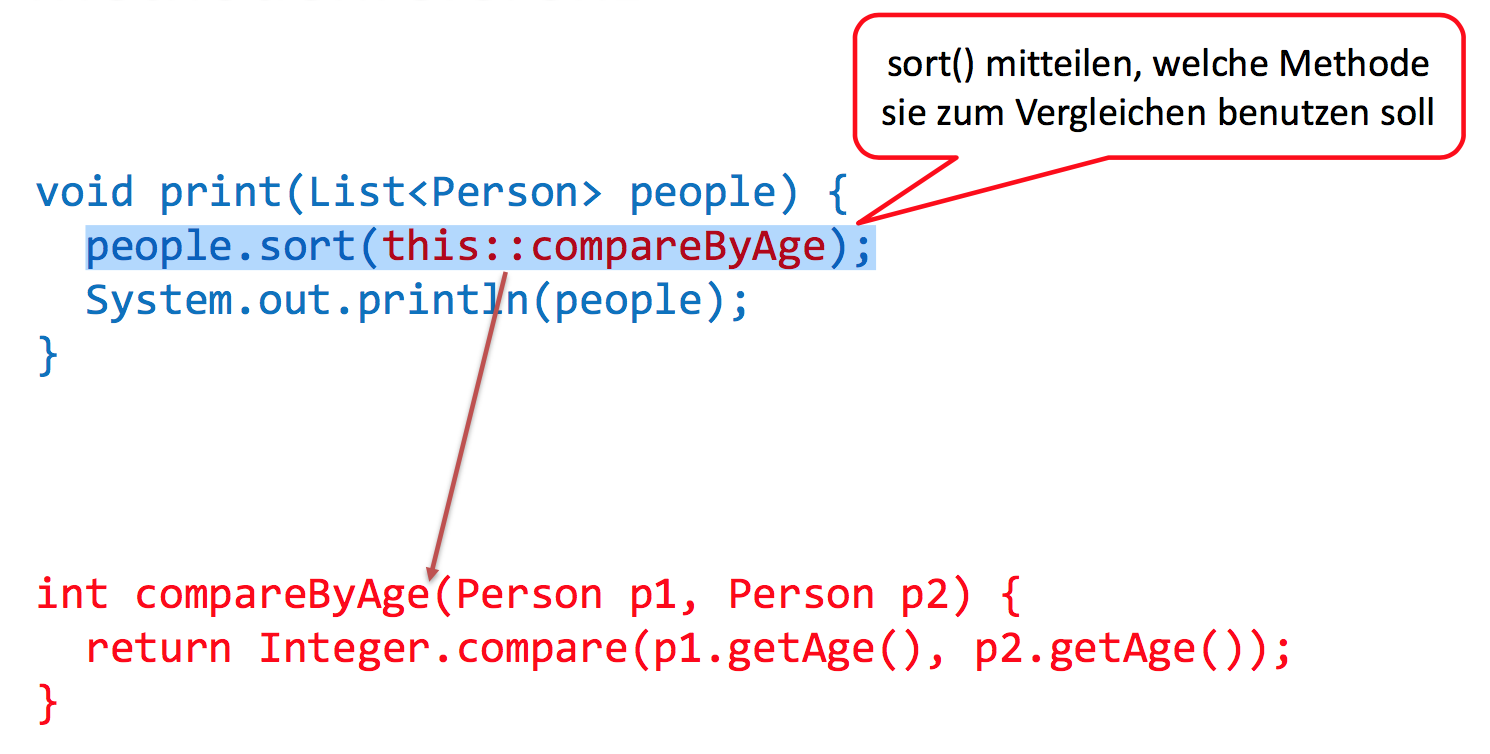 sort() mitteilen, welche Methode
sie zum Vergleichen benutzen soll
void print(List<Person> people) {
people.sort(this::compareByAge);
System.out.println(people);
}
int compareByAge(Person p1, Person p2) {
return Integer.compare(p1.getAge(), p2.getAge());
}